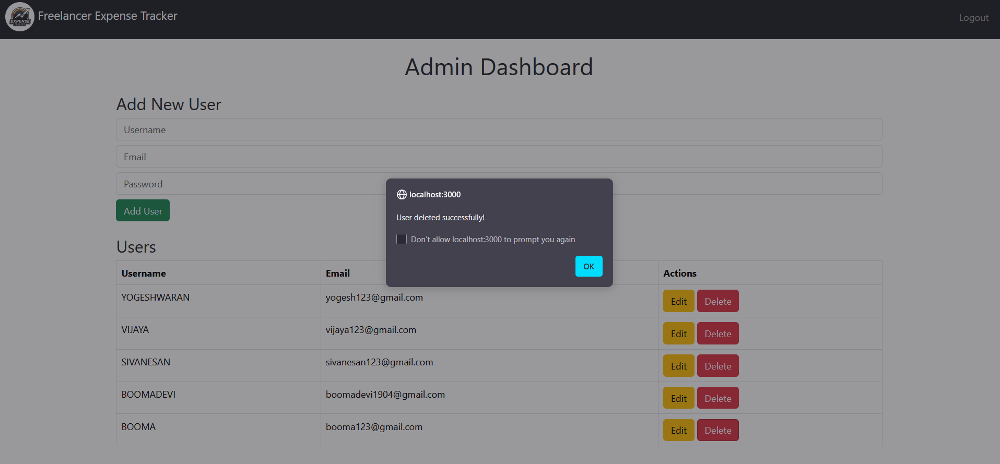 EXPENSE
TRACKER
Freelancer Expense Tracker
Logout
Admin Dashboard
Add New User
Username
Email
Password
Add User
localhost:3000
User deleted successfully!
Don’t allow localhost:3000 to prompt you again
OK
Users
Username Email Actions
YOGESHWARAN yogesh123@gmail.com Edit Delete
VIJAYA vijaya123@gmail.com Edit Delete
SIVANESAN sivanesan123@gmail.com Edit Delete
BOOMADEVI boomadevi1904@gmail.com Edit Delete
BOOMA booma123@gmail.com Edit Delete